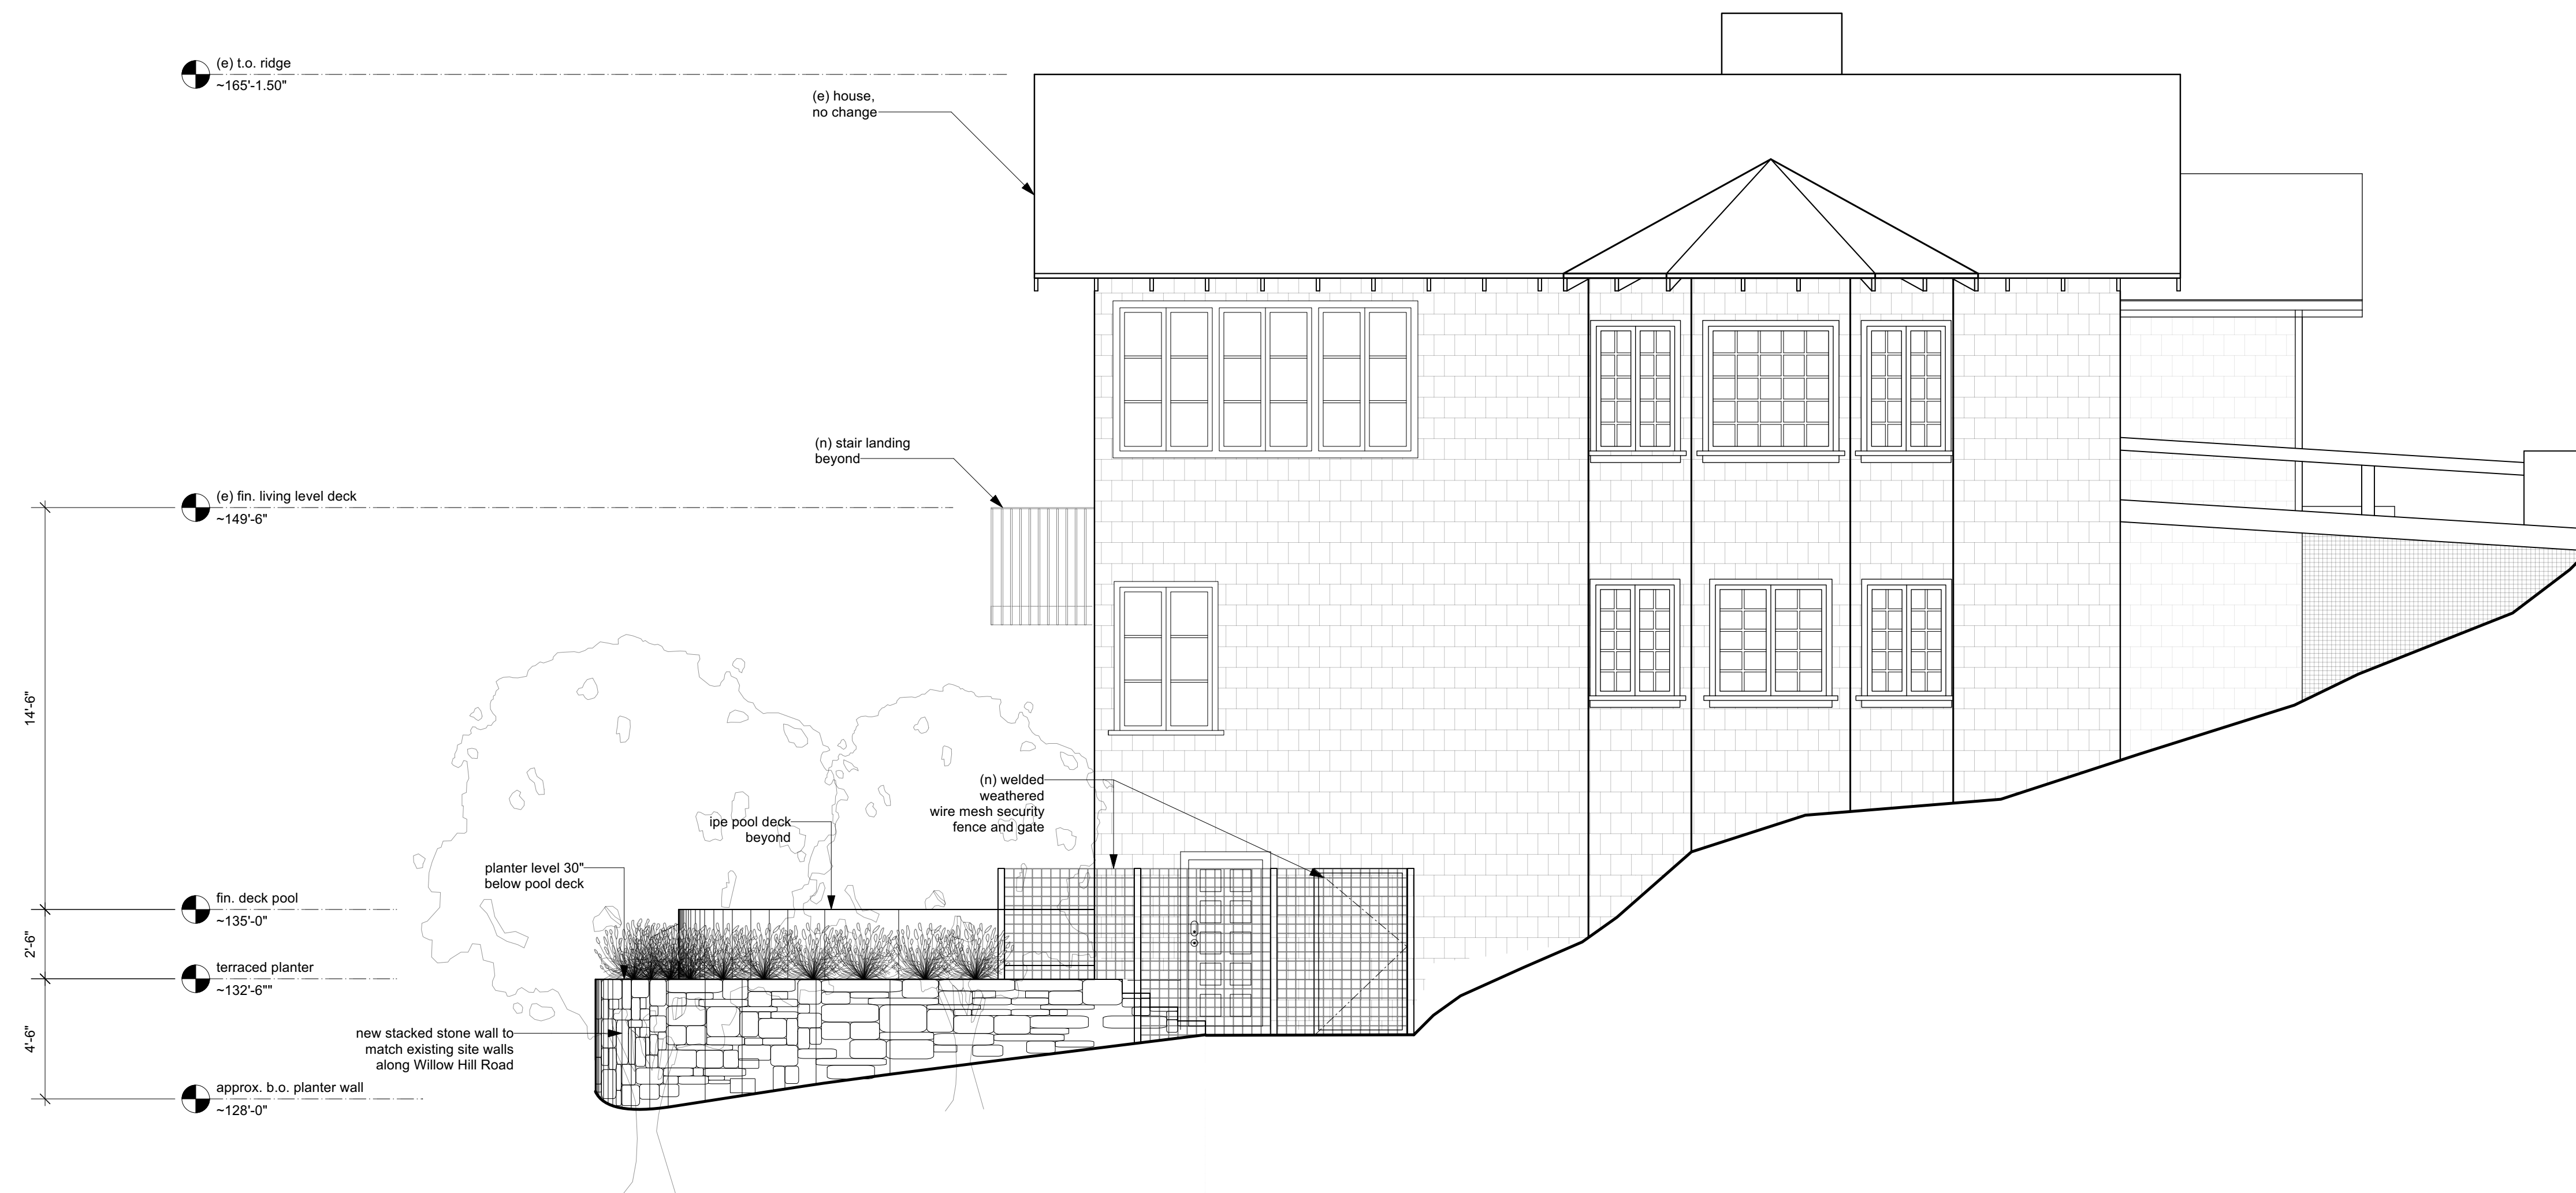 (e) t.o. ridge
~165'-1.50"
(e) house,
no change
(n) stair landing
beyond
(e) fin. living level deck
~149'-6"
14'-6"
(n) welded
weathered
wire mesh security
fence and gate
ipe pool deck
beyond
planter level 30"
below pool deck
fin. deck pool
~135'-0"
2'-6"
terraced planter
~132'-6""
4'-6"
new stacked stone wall to
match existing site walls
along Willow Hill Road
approx. b.o. planter wall
~128'-0"